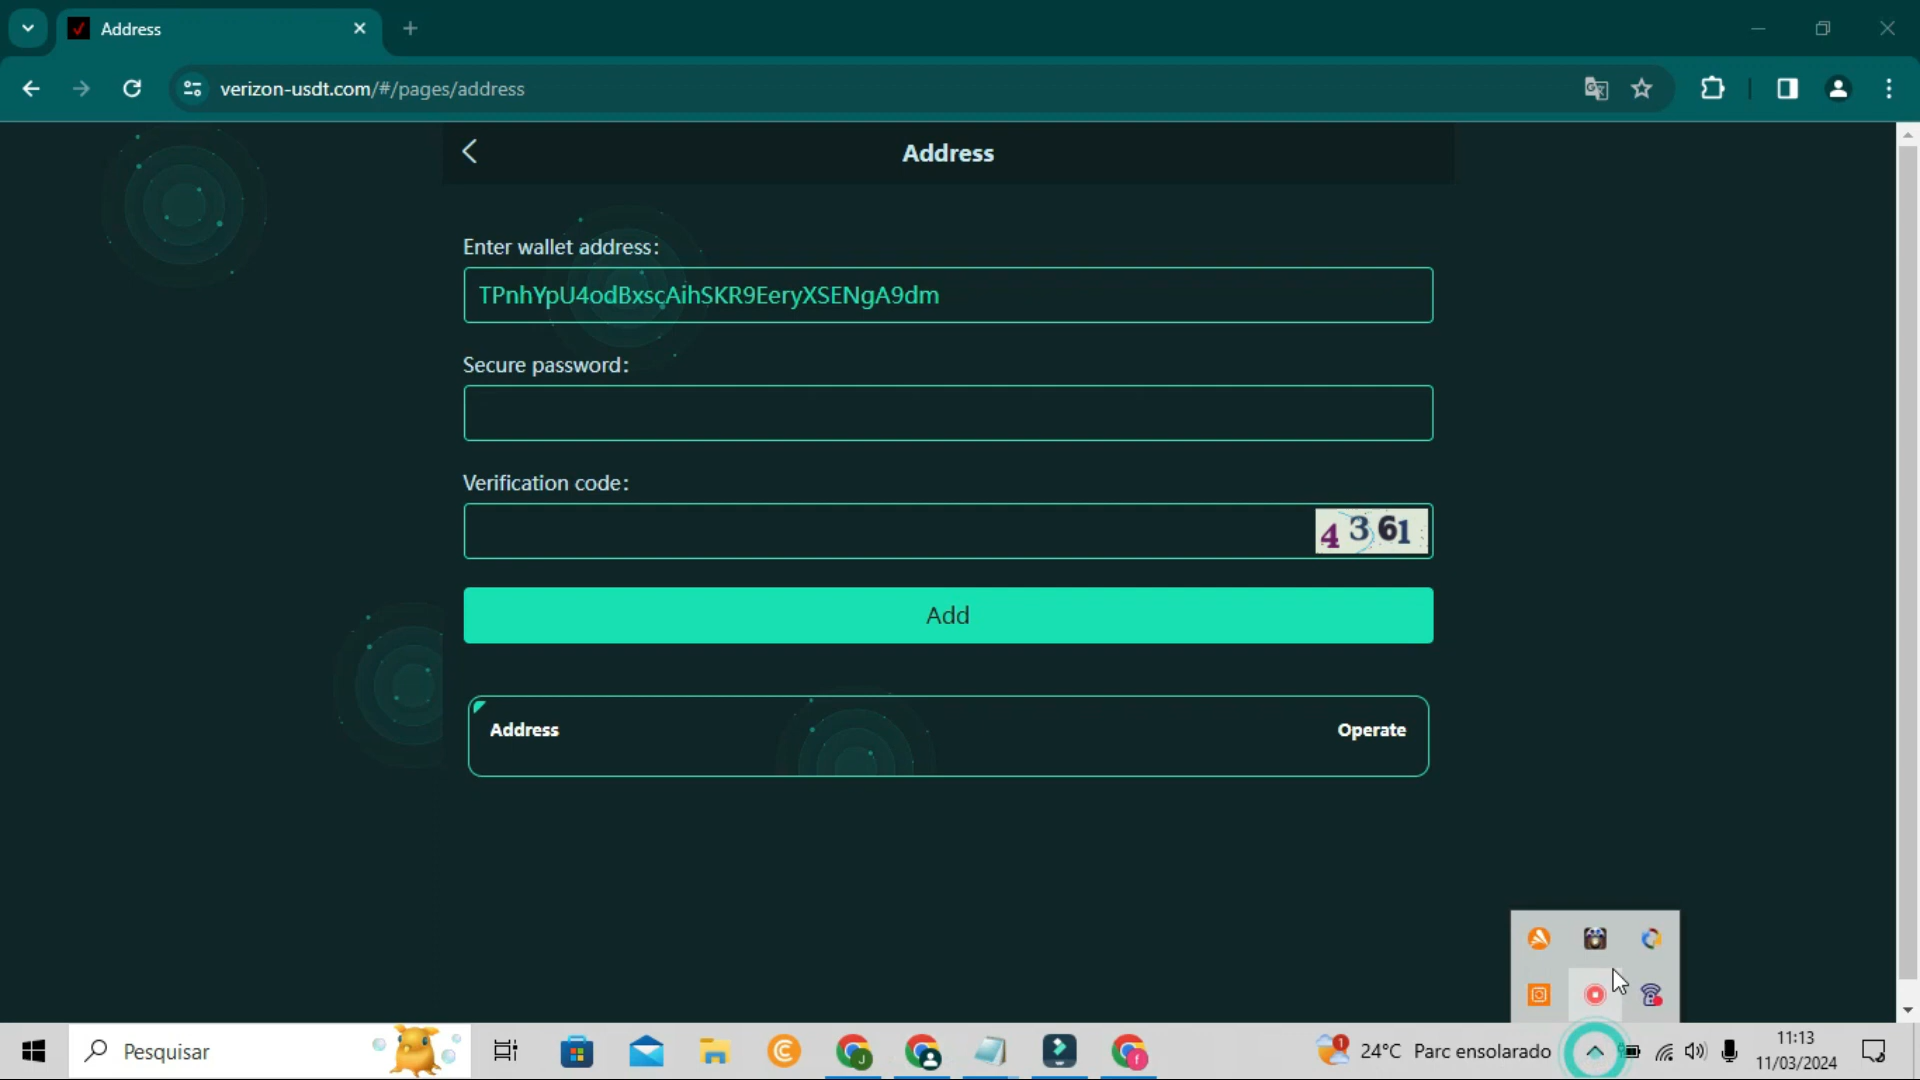 Address
verizon-usdt.com/#/pages/address
Address
Enter wallet address:
TPnhYpU4odBxscAihSKR9EeryXSENgA9dm
Secure password:
Verification code:
4361
Add
Address
Operate
Pesquisar
J
f
1
24°C Parc ensolarado
11:13
11/03/2024